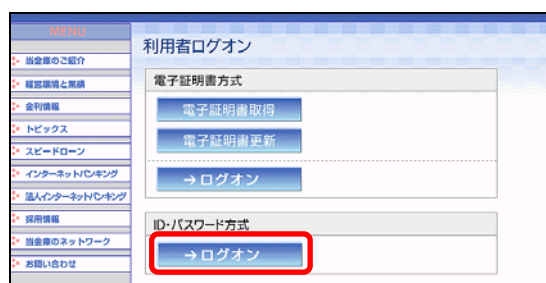 MENU
当金庫のご紹介
経営環境と業績
金利情報
トピックス
スピードローン
インターネットバンキング
法人インターネットバンキング
採用情報
当金庫のネットワーク
お問い合わせ
利用者ログオン
電子証明書方式
電子証明書取得
電子証明書更新
→ログオン
ID・パスワード方式
→ログオン